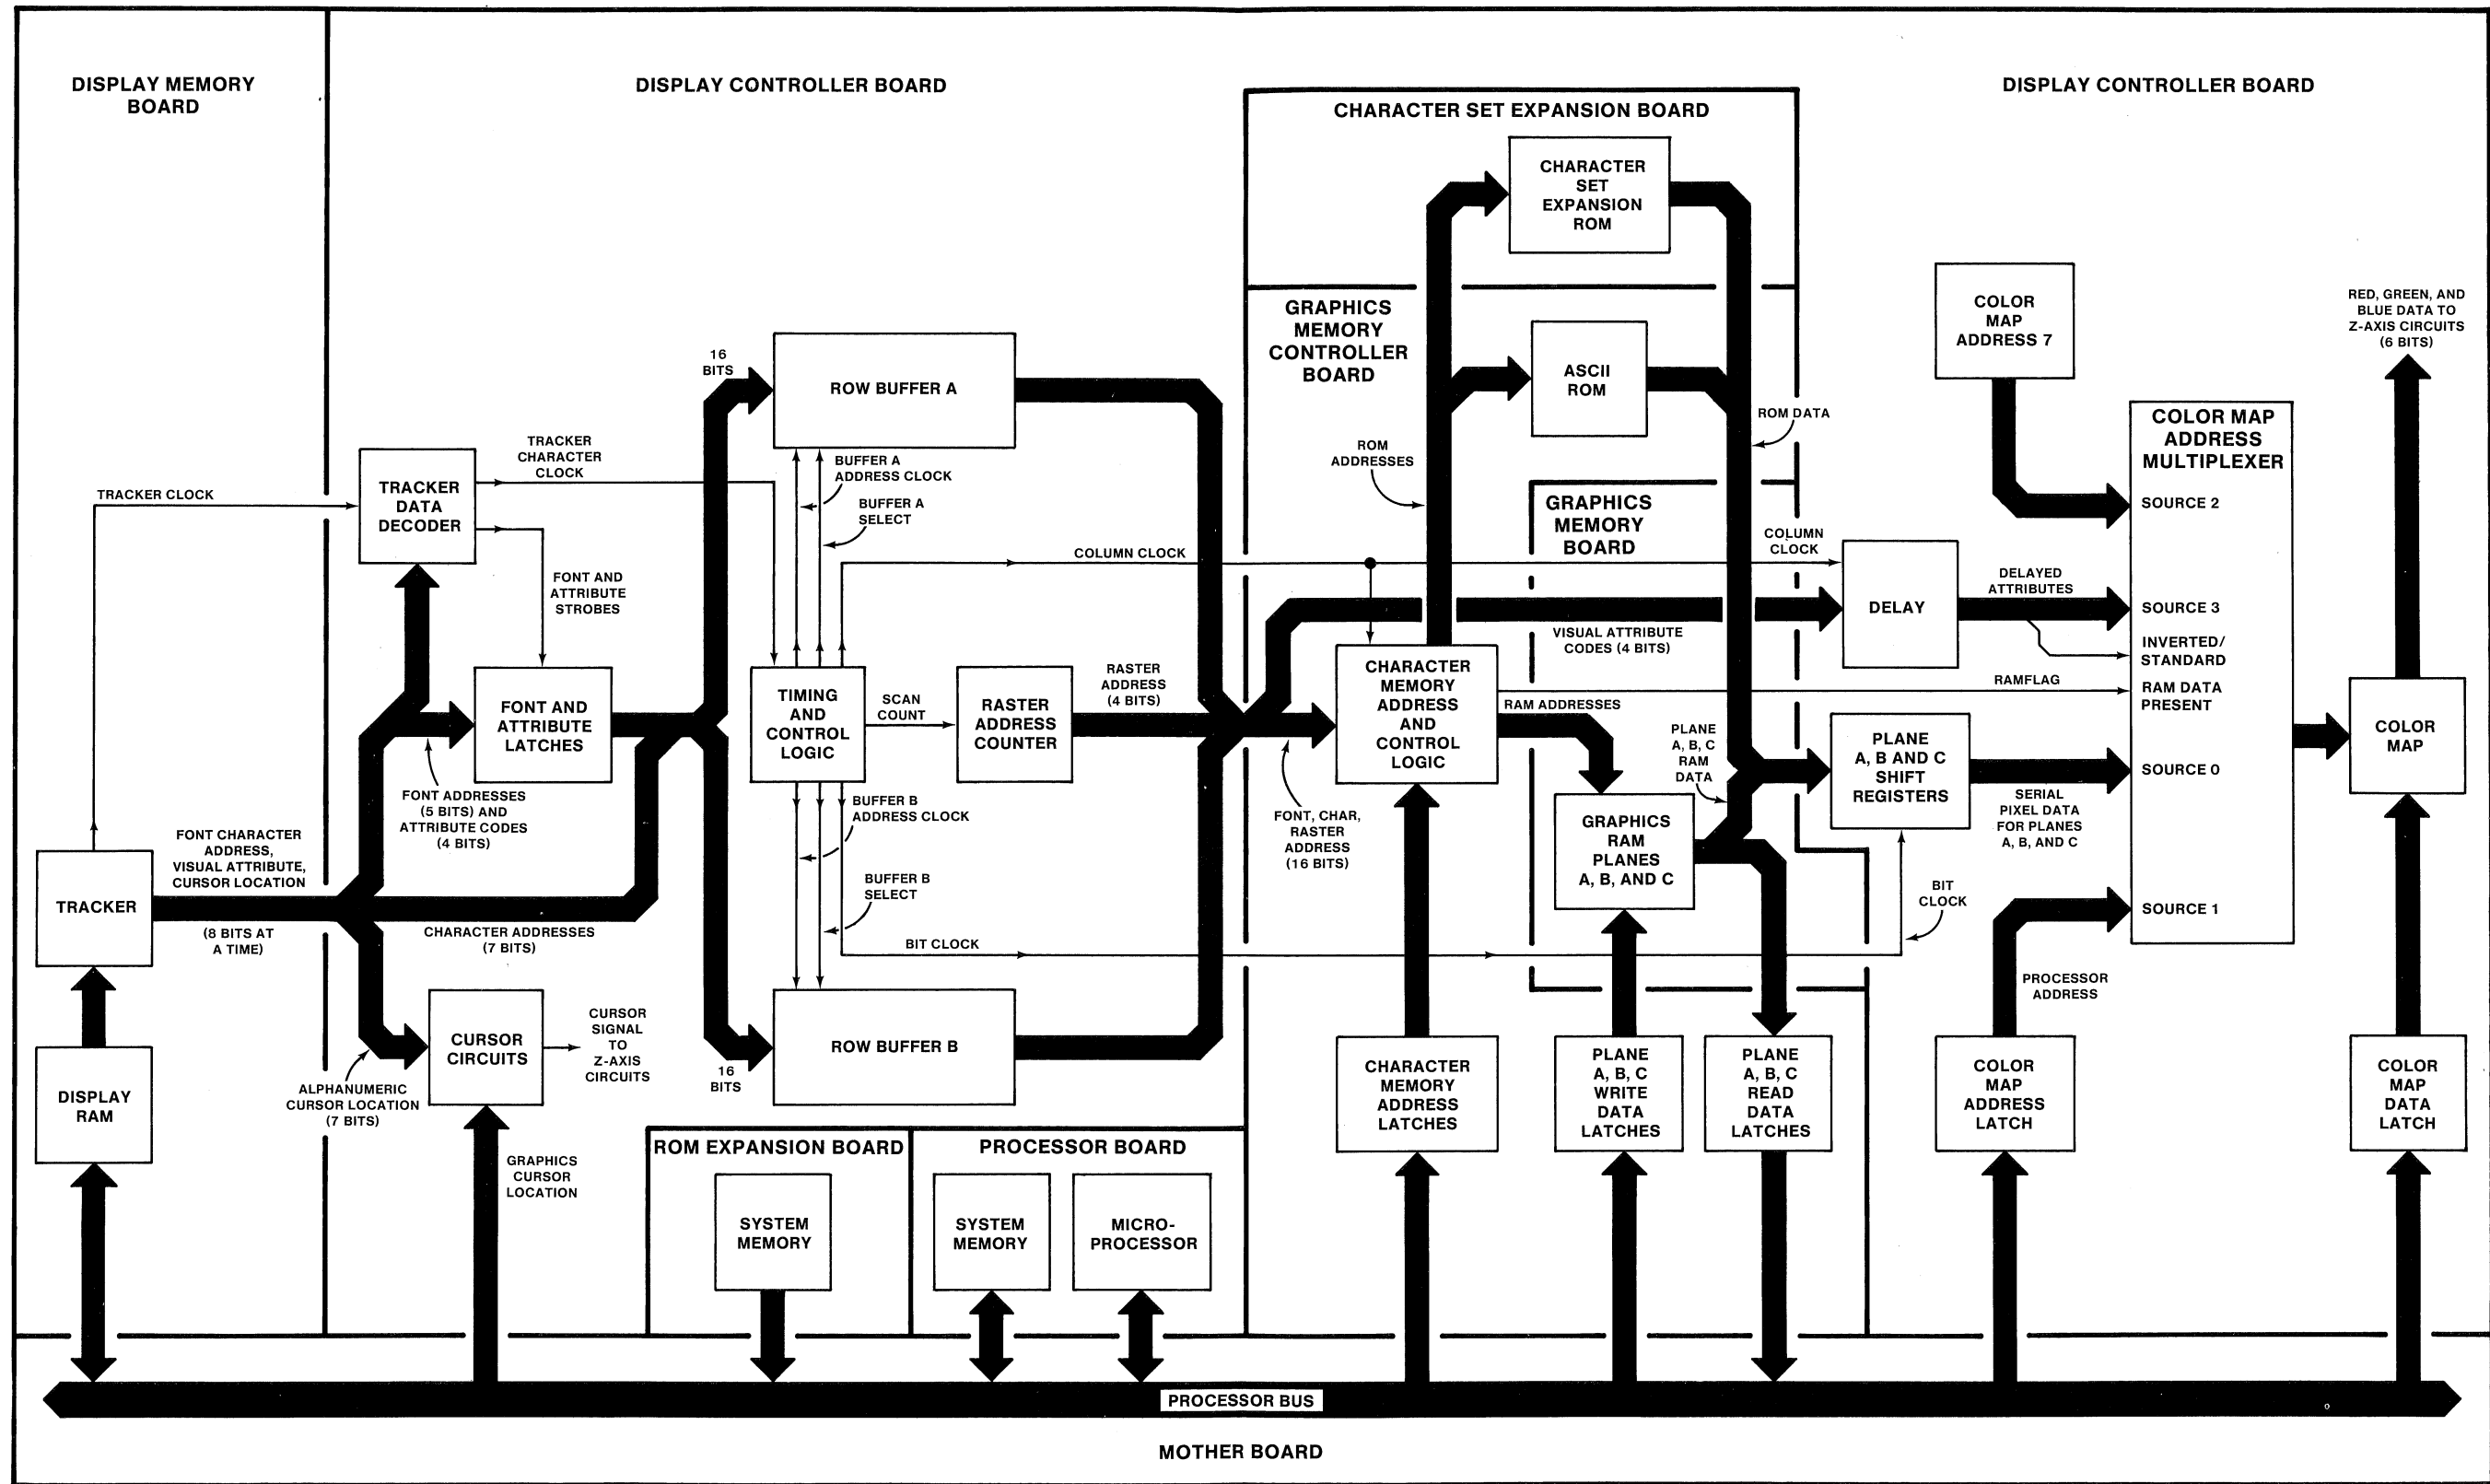 DISPLAY MEMORY
BOARD
DISPLAY CONTROLLER BOARD
DISPLAY CONTROLLER BOARD
CHARACTER SET EXPANSION BOARD
CHARACTER
SET
EXPANSION
ROM
GRAPHICS
MEMORY
CONTROLLER
BOARD
ASCII
ROM
ROM DATA
ROM
ADDRESSES
GRAPHICS
MEMORY
BOARD
COLOR
MAP
ADDRESS 7
RED, GREEN, AND
BLUE DATA TO
Z-AXIS CIRCUITS
(6 BITS)
COLOR MAP
ADDRESS
MULTIPLEXER
SOURCE 2
SOURCE 3
INVERTED/
STANDARD
RAM DATA
PRESENT
SOURCE 0
SOURCE 1
16
BITS
ROW BUFFER A
TRACKER
CHARACTER
CLOCK
TRACKER CLOCK
TRACKER
DATA
DECODER
BUFFER A
ADDRESS CLOCK
BUFFER A
SELECT
COLUMN CLOCK
COLUMN
CLOCK
FONT AND
ATTRIBUTE
STROBES
DELAY
DELAYED
ATTRIBUTES
VISUAL ATTRIBUTE
CODES (4 BITS)
FONT AND
ATTRIBUTE
LATCHES
TIMING
AND
CONTROL
LOGIC
SCAN
COUNT
RASTER
ADDRESS
COUNTER
RASTER
ADDRESS
(4 BITS)
CHARACTER
MEMORY
ADDRESS
AND
CONTROL
LOGIC
RAMFLAG
RAM ADDRESSES
PLANE
A, B, C
RAM
DATA
PLANE
A, B AND C
SHIFT
REGISTERS
COLOR
MAP
SERIAL
PIXEL DATA
FOR PLANES
A, B, AND C
FONT ADDRESSES
(5 BITS) AND
ATTRIBUTE CODES
(4 BITS)
BUFFER B
ADDRESS CLOCK
FONT, CHAR,
RASTER
ADDRESS
(16 BITS)
GRAPHICS
RAM
PLANES
A, B, AND C
FONT CHARACTER
ADDRESS,
VISUAL ATTRIBUTE,
CURSOR LOCATION
TRACKER
(8 BITS AT
A TIME)
CHARACTER ADDRESSES
(7 BITS)
BUFFER B
SELECT
BIT CLOCK
BIT
CLOCK
PROCESSOR
ADDRESS
CURSOR
CIRCUITS
CURSOR
SIGNAL
TO
Z-AXIS
CIRCUITS
ROW BUFFER B
16
BITS
DISPLAY
RAM
ALPHANUMERIC
CURSOR LOCATION
(7 BITS)
CHARACTER
MEMORY
ADDRESS
LATCHES
PLANE
A, B, C
WRITE
DATA
LATCHES
PLANE
A, B, C
READ
DATA
LATCHES
COLOR
MAP
ADDRESS
LATCH
COLOR
MAP
DATA
LATCH
GRAPHICS
CURSOR
LOCATION
ROM EXPANSION BOARD
PROCESSOR BOARD
SYSTEM
MEMORY
SYSTEM
MEMORY
MICRO-
PROCESSOR
PROCESSOR BUS
MOTHER BOARD